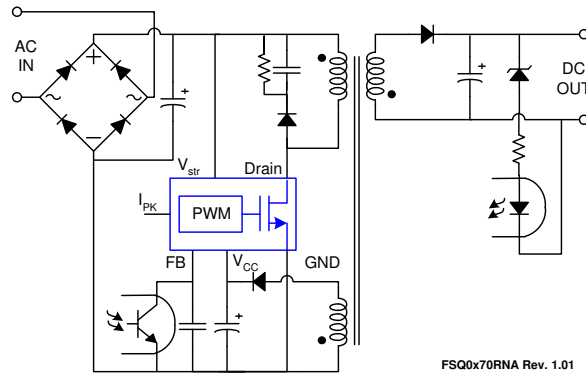 AC
IN
+
~
~
−
+
+
DC
OUT
Vstr
Drain
IPK
PWM
FB
VCC
GND
+
FSQ0x70RNA Rev. 1.01